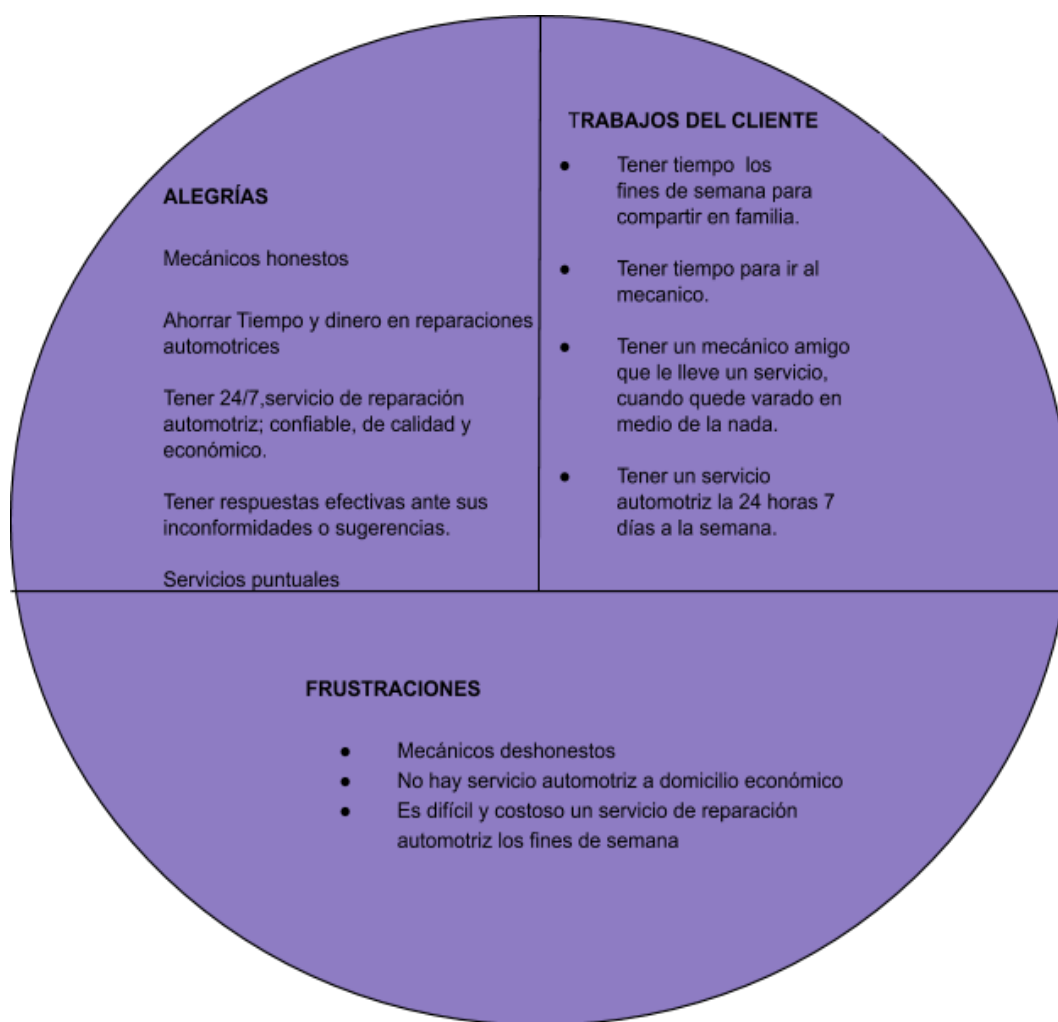 ALEGRÍAS
Mecánicos honestos
Ahorrar Tiempo y dinero en reparaciones
automotrices
Tener 24/7,servicio de reparación
automotriz; confiable, de calidad y
económico.
Tener respuestas efectivas ante sus
inconformidades o sugerencias.
Servicios puntuales
TRABAJOS DEL CLIENTE
● Tener tiempo  los
fines de semana para
compartir en familia.
● Tener tiempo para ir al
mecanico.
● Tener un mecánico amigo
que le lleve un servicio,
cuando quede varado en
medio de la nada.
● Tener un servicio
automotriz la 24 horas 7
días a la semana.
FRUSTRACIONES
● Mecánicos deshonestos
● No hay servicio automotriz a domicilio económico
● Es difícil y costoso un servicio de reparación
automotriz los fines de semana